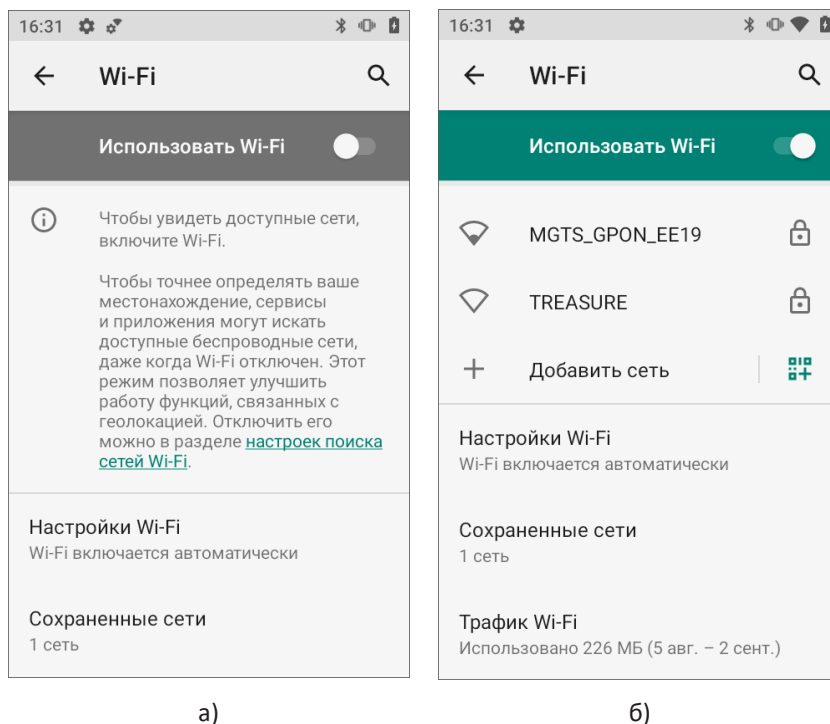 16:31
Wi-Fi
Использовать Wi-Fi
Чтобы увидеть доступные сети,
включите Wi-Fi.
Чтобы точнее определять ваше
местонахождение, сервисы
и приложения могут искать
доступные беспроводные сети,
даже когда Wi-Fi отключен. Этот
режим позволяет улучшить
работу функций, связанных с
геолокацией. Отключить его
можно в разделе настроек поиска
сетей Wi-Fi.
Настройки Wi-Fi
Wi-Fi включается автоматически
Сохраненные сети
1 сеть
а)
16:31
Wi-Fi
Использовать Wi-Fi
MGTS_GPON_EE19
TREASURE
Добавить сеть
Настройки Wi-Fi
Wi-Fi включается автоматически
Сохраненные сети
1 сеть
Трафик Wi-Fi
Использовано 226 МБ (5 авг. – 2 сент.)
б)